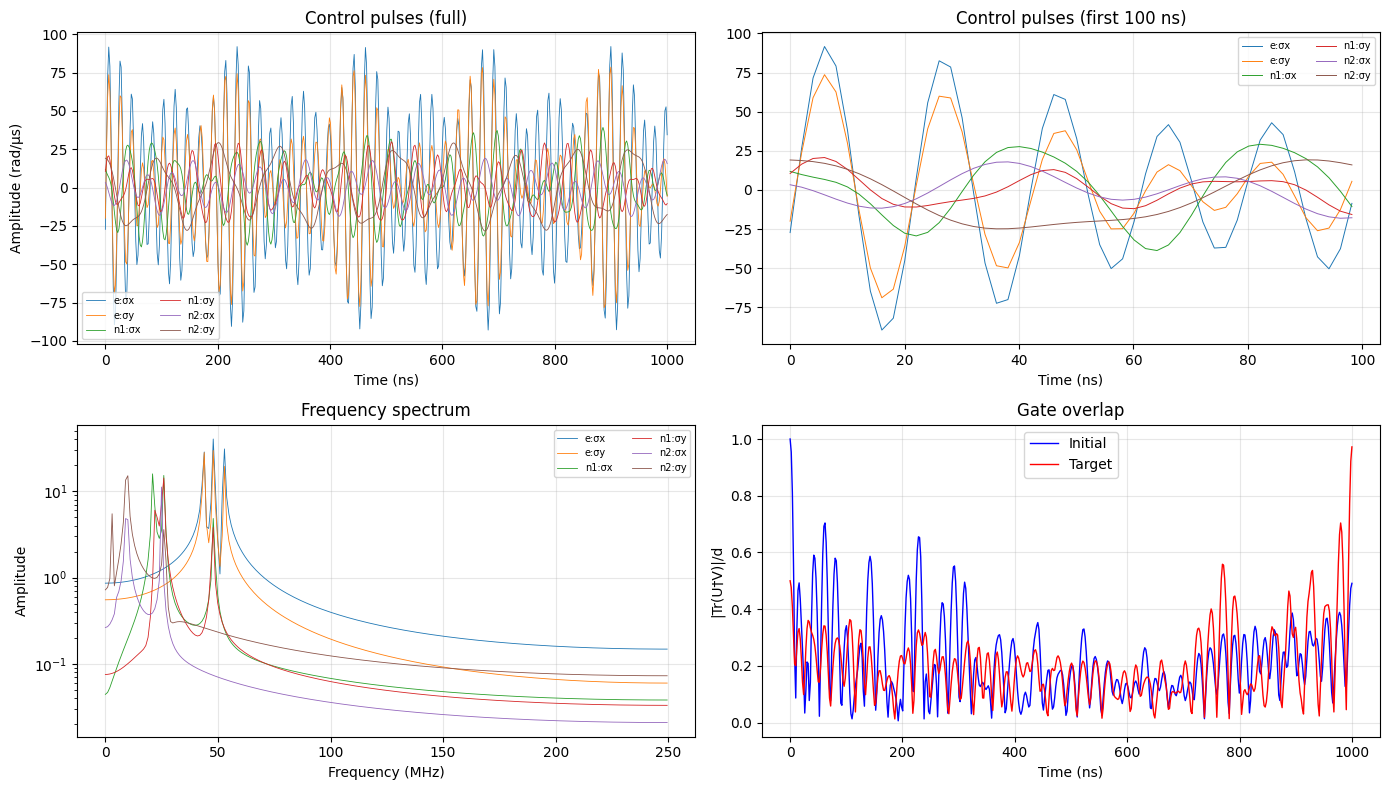 Control pulses (full)
Amplitude (rad/μs)
100
75
50
25
0
−25
−50
−75
−100
e:σx n1:σy
e:σy n2:σx
n1:σx n2:σy
0 200 400 600 800 1000
Time (ns)
Control pulses (first 100 ns)
100
75
50
25
0
−25
−50
−75
e:σx n1:σy
e:σy n2:σx
n1:σx n2:σy
0 20 40 60 80 100
Time (ns)
Frequency spectrum
Amplitude
10¹
10⁰
10⁻¹
e:σx n1:σy
e:σy n2:σx
n1:σx n2:σy
0 50 100 150 200 250
Frequency (MHz)
Gate overlap
|Tr(U†V)|/d
1.0
0.8
0.6
0.4
0.2
0.0
Initial
Target
0 200 400 600 800 1000
Time (ns)